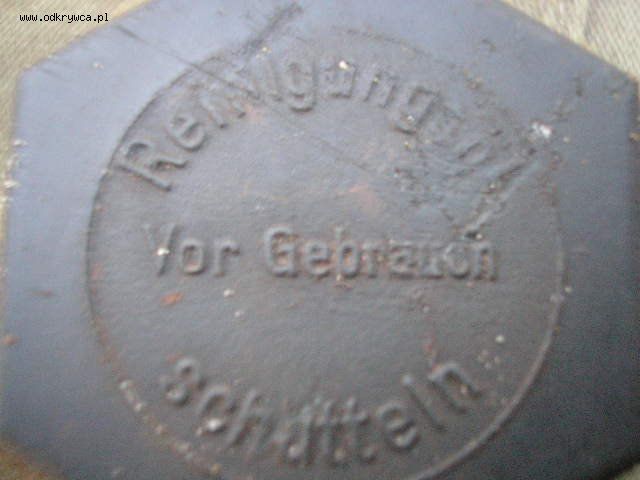 www.odkrywca.pl
Reinigungsöl
Vor Gebrauch
schütteln